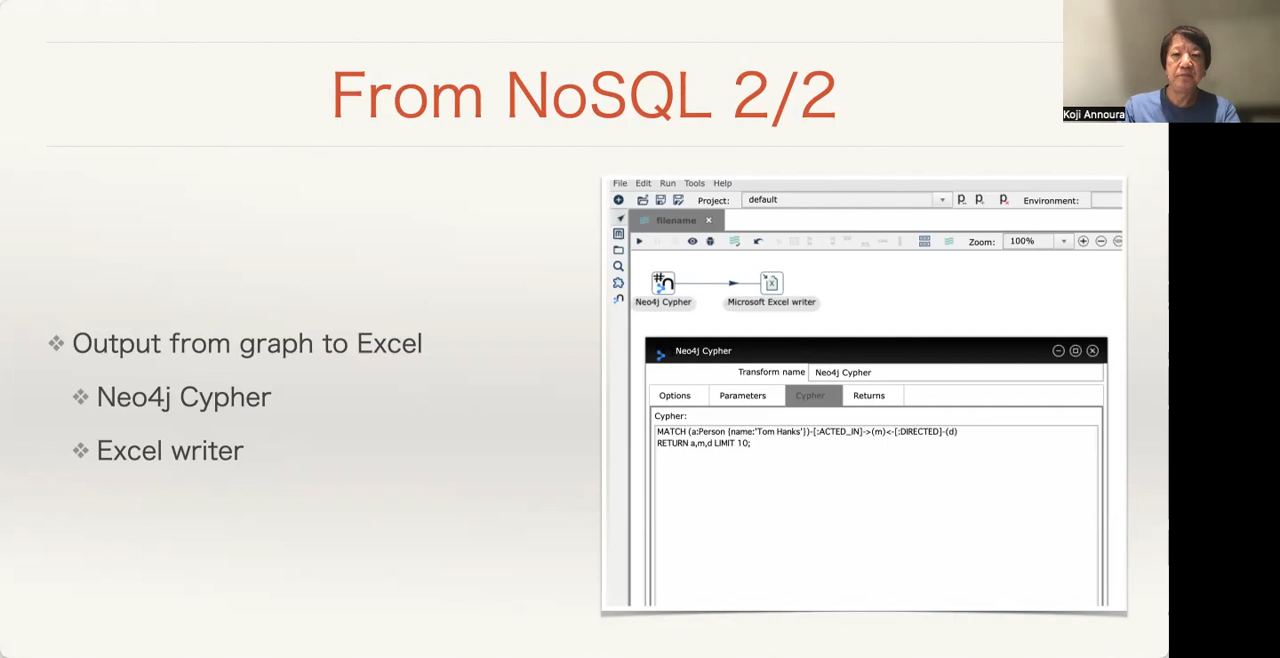 From NoSQL 2/2
Koji Annoura
Output from graph to Excel
Neo4j Cypher
Excel writer
File Edit Run Tools Help
Project: default Environment:
filename
Zoom: 100%
Neo4j Cypher Microsoft Excel writer
Neo4j Cypher
Transform name Neo4j Cypher
Options Parameters Cypher Returns
Cypher:
MATCH (a:Person {name:'Tom Hanks'})-[:ACTED_IN]->(m)<-[:DIRECTED]-(d)
RETURN a,m,d LIMIT 10;